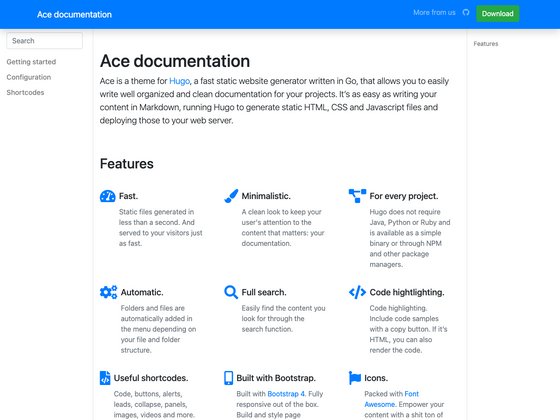 Ace documentation
More from us
Download
Search
Getting started
Configuration
Shortcodes
Features
Ace documentation
Ace is a theme for Hugo, a fast static website generator written in Go, that allows you to easily
write well organized and clean documentation for your projects. It's as easy as writing your
content in Markdown, running Hugo to generate static HTML, CSS and Javascript files and
deploying those to your web server.
Features
Fast.
Static files generated in
less than a second. And
served to your visitors just
as fast.
Minimalistic.
A clean look to keep your
user's attention to the
content that matters: your
documentation.
For every project.
Hugo does not require
Java, Python or Ruby and
is available as a simple
binary or through NPM
and other package
managers.
Automatic.
Folders and files are
automatically added in
the menu depending on
your file and folder
structure.
Full search.
Easily find the content you
look for through the
search function.
Code hightlighting.
Code highlighting.
Include code samples
with a copy button. If it's
HTML, you can also
render the code.
Useful shortcodes.
Code, buttons, alerts,
leads, collapse, panels,
images, videos and more.
Built with Bootstrap.
Built with Bootstrap 4. Fully
responsive out of the box.
Build and style page
Icons.
Packed with Font
Awesome. Empower your
content with a shit ton of